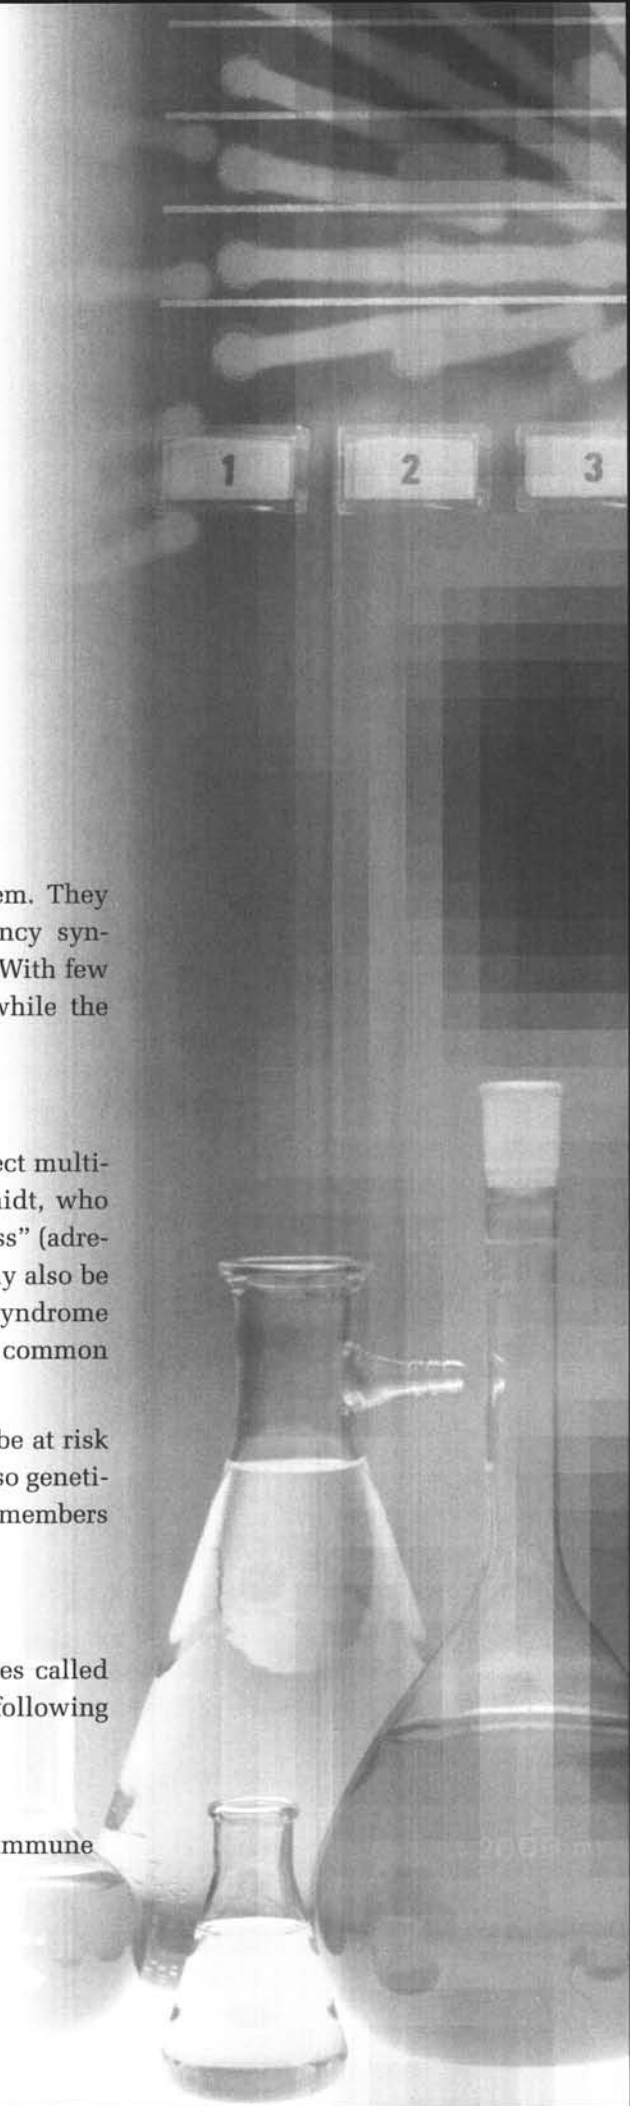 1 2 3
em. They
ncy syn-
With few
while the
ect multi-
nidt, who
ss” (adre-
y also be
yndrome
common
be at risk
so geneti-
members
es called
following
mmune